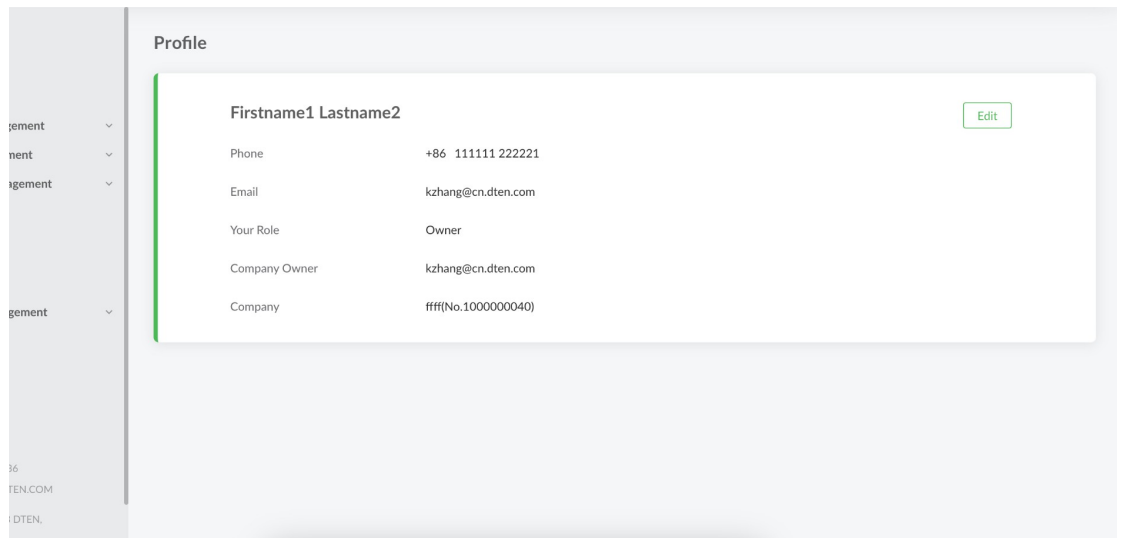 Profile
Firstname1 Lastname2
Edit
Phone +86 111111 222221
Email kzhang@cn.dten.com
Your Role Owner
Company Owner kzhang@cn.dten.com
Company ffff(No.1000000040)
gement
ment
agement
gement
36
TEN.COM
DTEN,